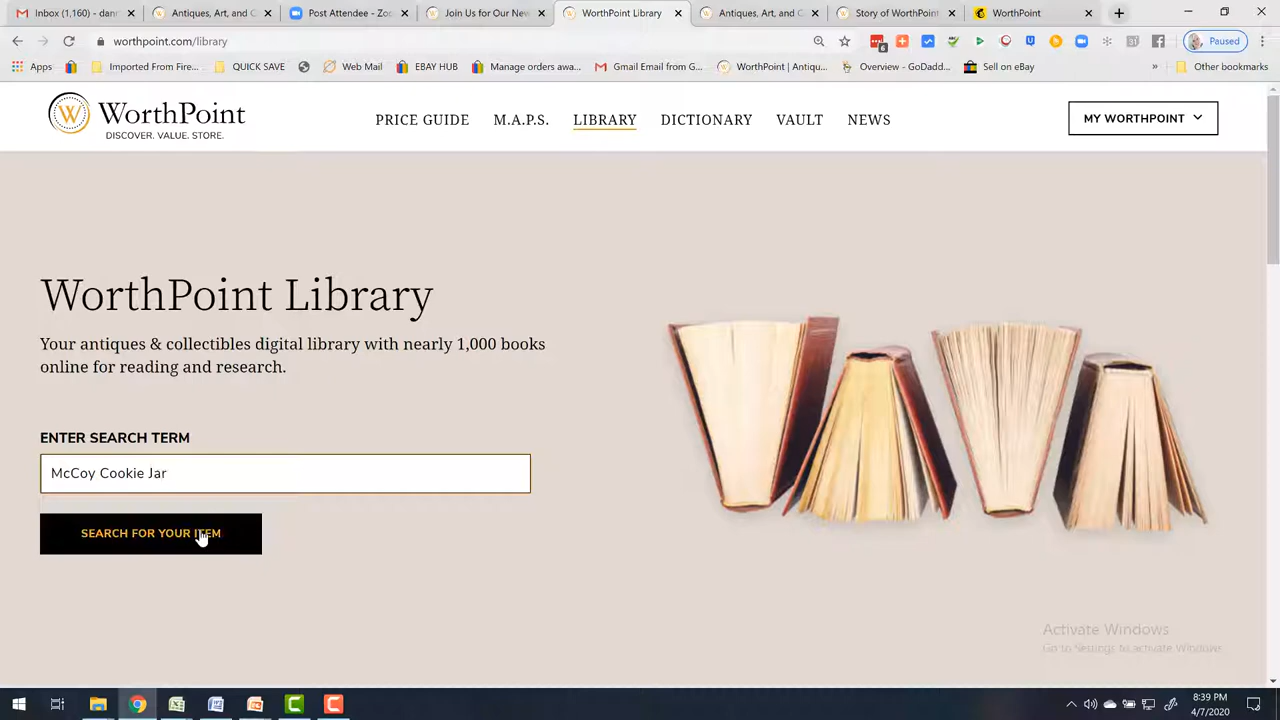 Inbox (1,160) - dann
Antiques, Art, and C
Post Attendee - Zoo
Join Us for Our New
WorthPoint Library
Antiques, Art, and C
Story of WorthPoint
WorthPoint
worthpoint.com/library
6
Paused
Apps
Imported From Fire...
QUICK SAVE
Web Mail
EBAY HUB
Manage orders awa...
Gmail Email from G...
WorthPoint | Antiqu...
Overview - GoDadd...
Sell on eBay
»
Other bookmarks
W
WorthPoint
DISCOVER. VALUE. STORE.
PRICE GUIDE
M.A.P.S.
LIBRARY
DICTIONARY
VAULT
NEWS
MY WORTHPOINT
WorthPoint Library
Your antiques & collectibles digital library with nearly 1,000 books
online for reading and research.
ENTER SEARCH TERM
McCoy Cookie Jar
SEARCH FOR YOUR ITEM
Activate Windows
Go to Settings to activate Windows.
8:39 PM
4/7/2020